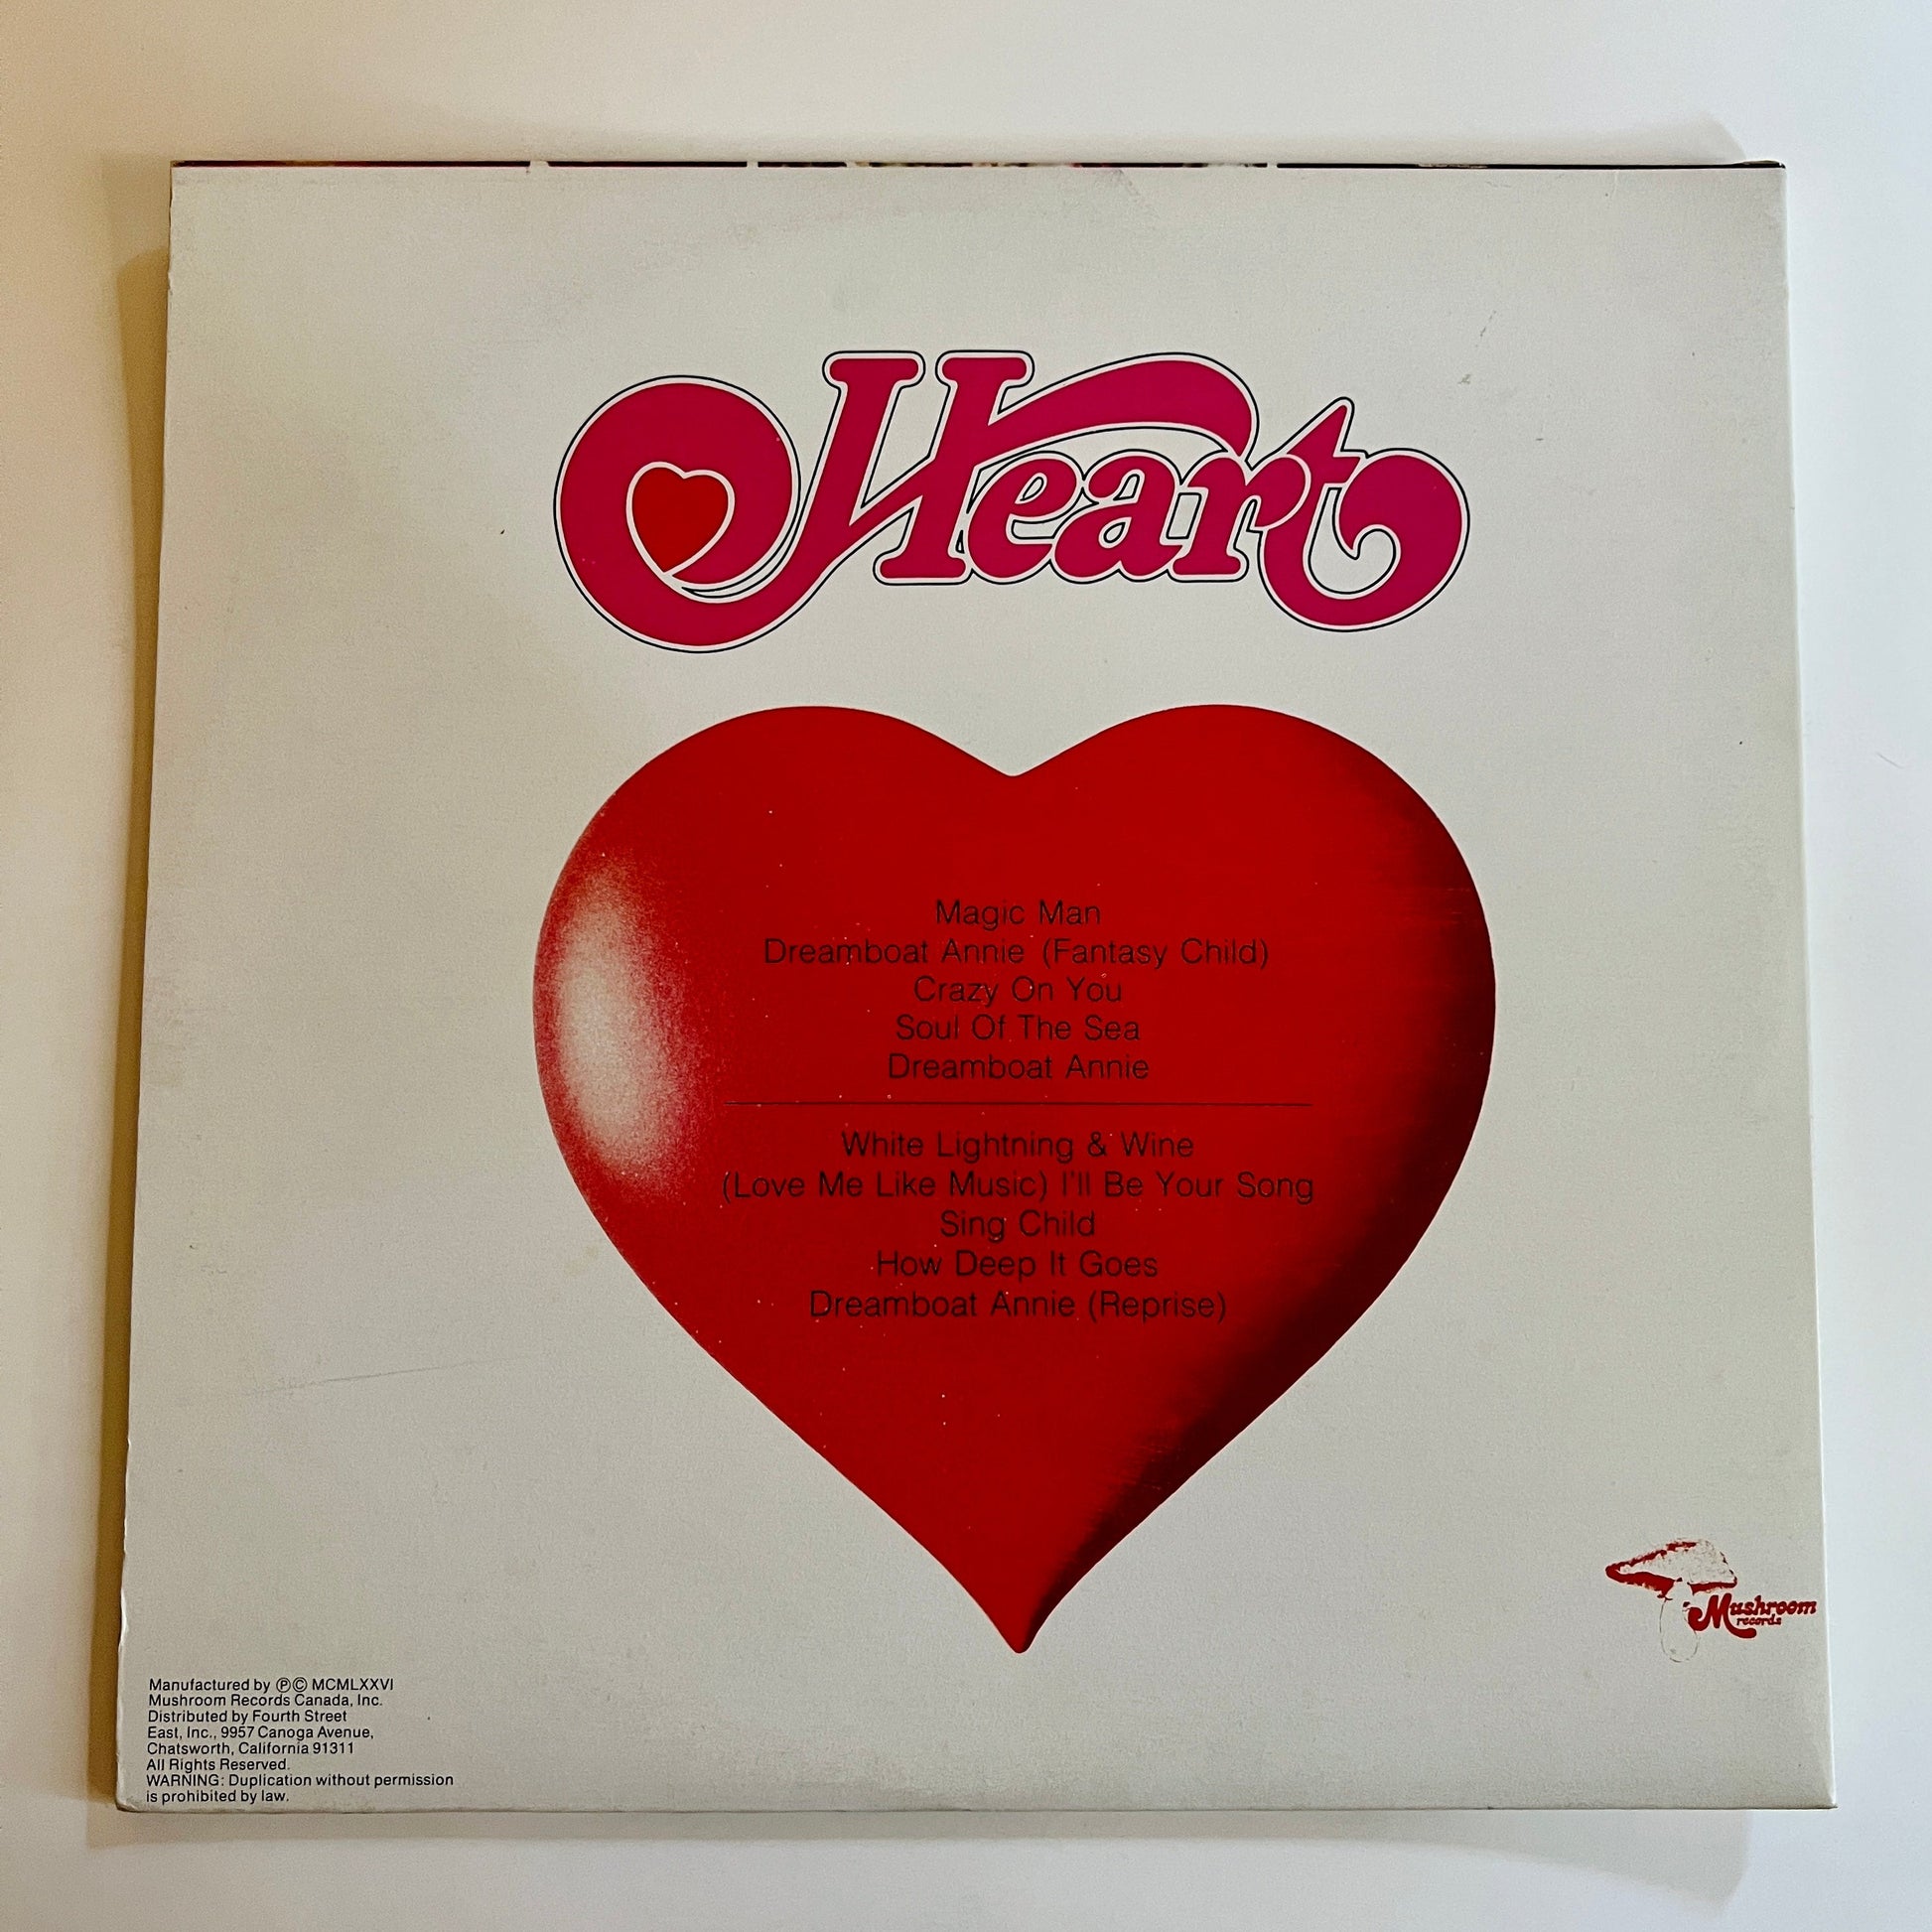 Heart
Magic Man
Dreamboat Annie (Fantasy Child)
Crazy On You
Soul Of The Sea
Dreamboat Annie
White Lightning & Wine
(Love Me Like Music) I'll Be Your Song
Sing Child
How Deep It Goes
Dreamboat Annie (Reprise)
Mushroom
records
Manufactured by ℗© MCMLXXVI
Mushroom Records Canada, Inc.
Distributed by Fourth Street
East, Inc., 9957 Canoga Avenue,
Chatsworth, California 91311
All Rights Reserved.
WARNING: Duplication without permission
is prohibited by law.